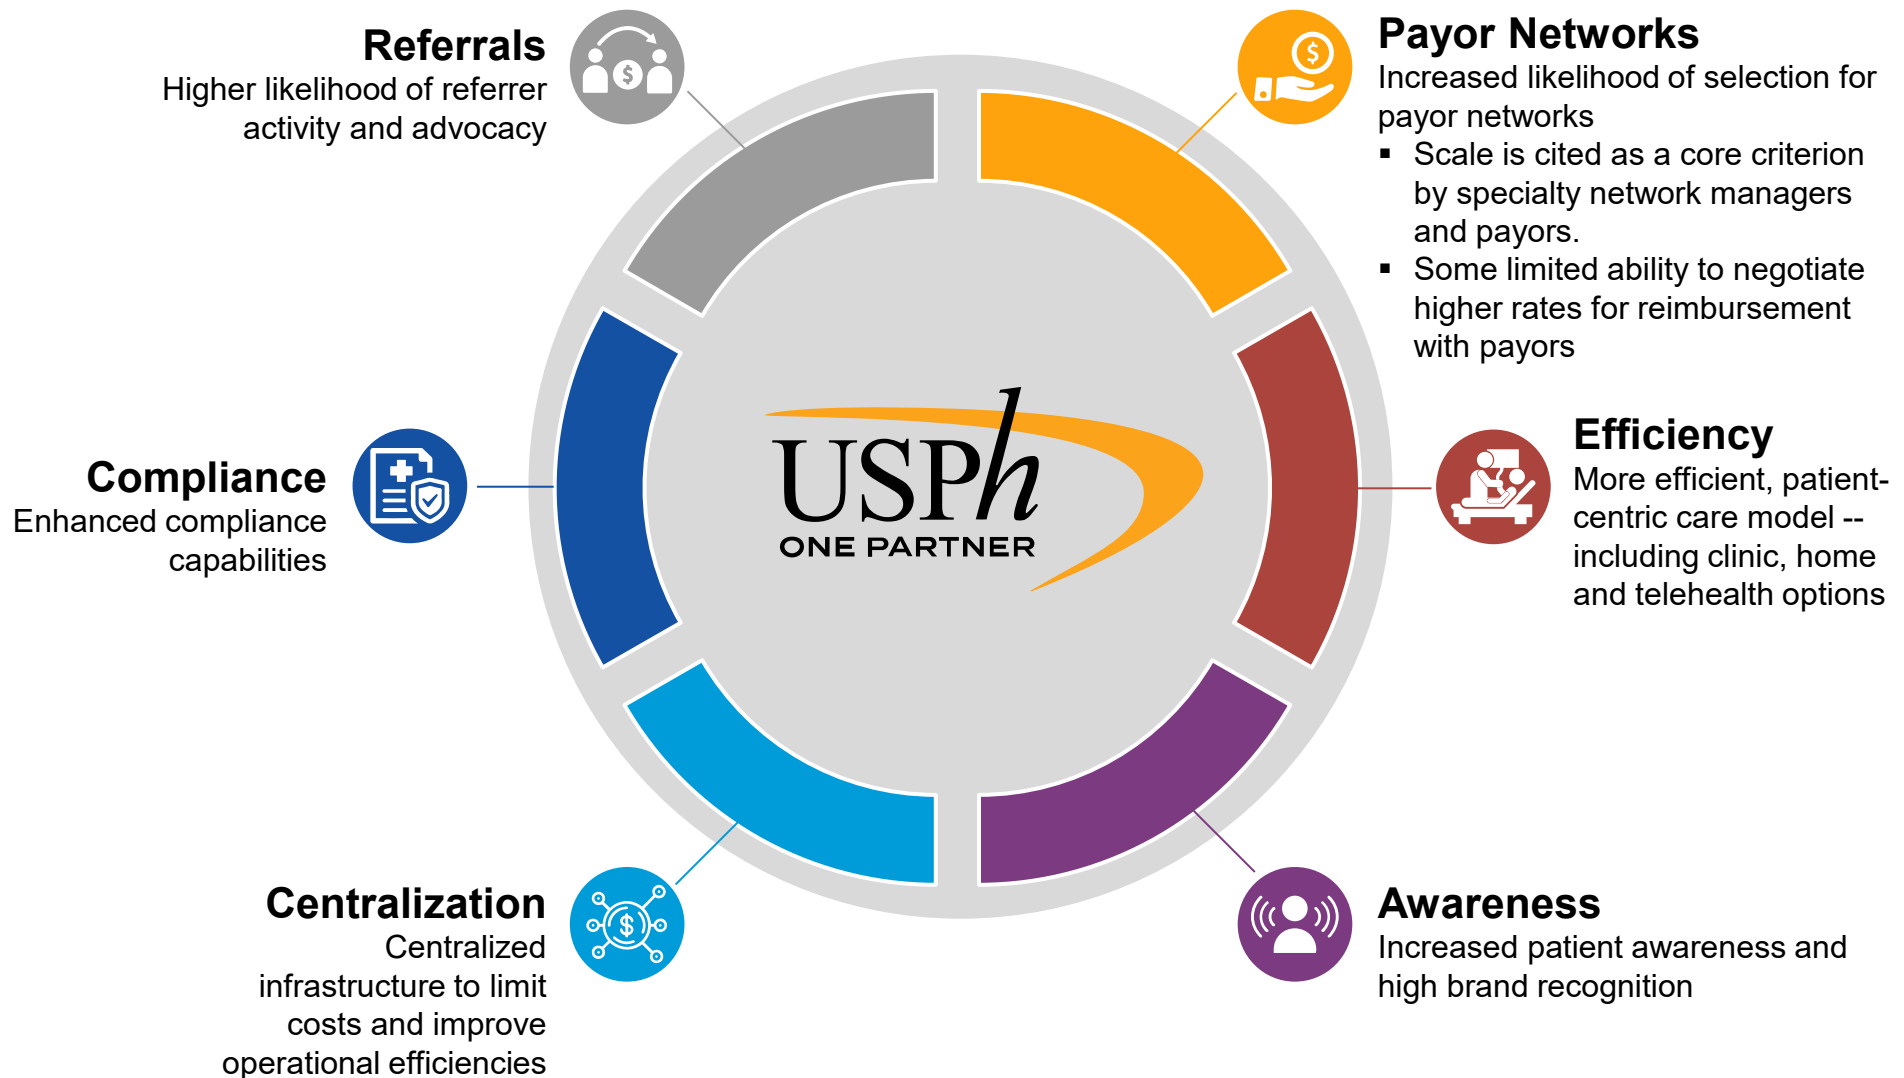 Referrals
Higher likelihood of referrer
activity and advocacy
Payor Networks
Increased likelihood of selection for
payor networks
▪ Scale is cited as a core criterion
by specialty network managers
and payors.
▪ Some limited ability to negotiate
higher rates for reimbursement
with payors
Compliance
Enhanced compliance
capabilities
USPh
ONE PARTNER
Efficiency
More efficient, patient-
centric care model --
including clinic, home
and telehealth options
Centralization
Centralized
infrastructure to limit
costs and improve
operational efficiencies
Awareness
Increased patient awareness and
high brand recognition